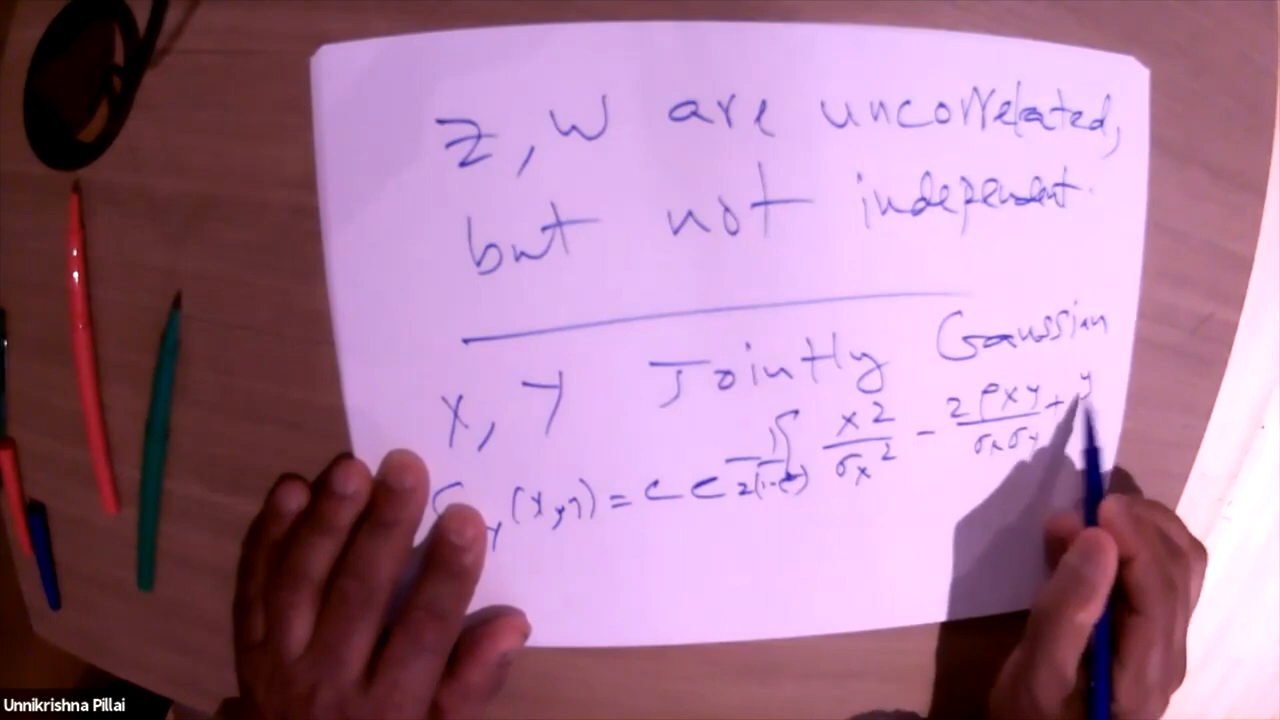 Z, W are uncorrelated,
but not independent.
X, Y Jointly Gaussian
(x,y) = c e -1/2(1-ρ²) { x2/σx2 - 2ρxy/σxσy + y
Unnikrishna Pillai